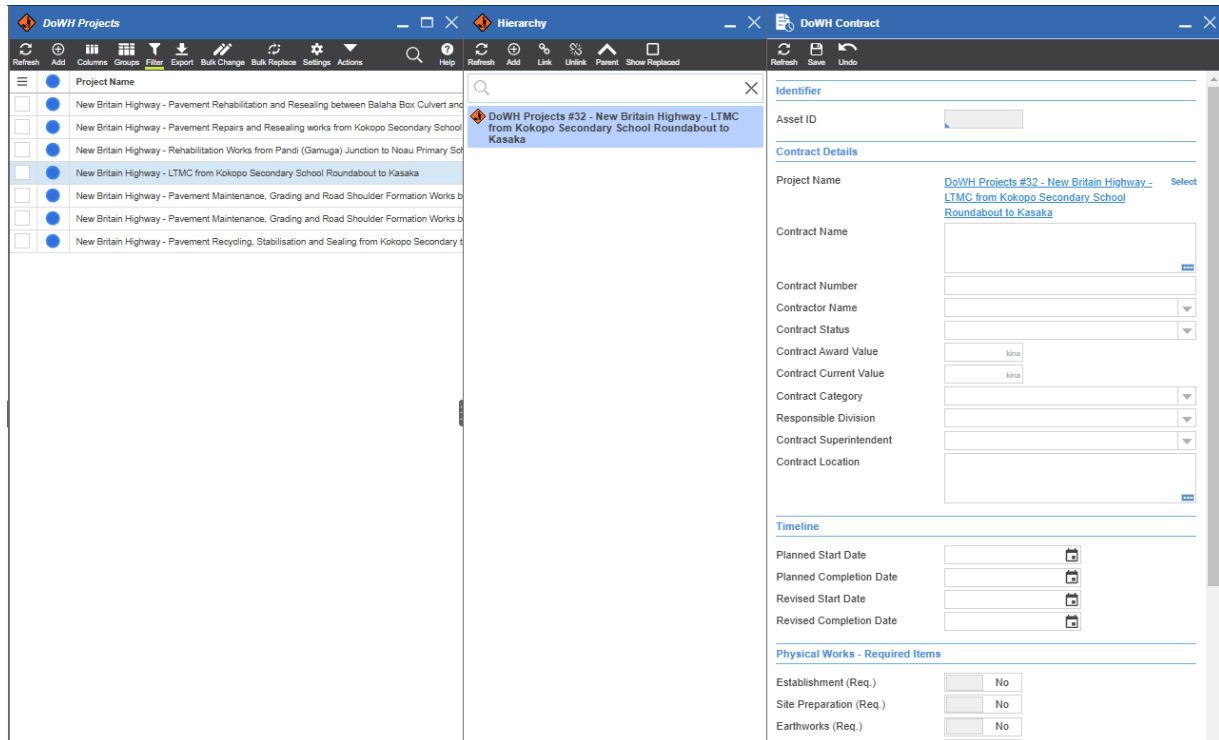 DoWH Projects
Refresh Add Columns Groups Filter Export Bulk Change Bulk Replace Settings Actions Help
Project Name
New Britain Highway - Pavement Rehabilitation and Resealing between Balaha Box Culvert and
New Britain Highway - Pavement Repairs and Resealing works from Kokopo Secondary School
New Britain Highway - Rehabilitation Works from Pandi (Gamuga) Junction to Noau Primary Sch
New Britain Highway - LTMC from Kokopo Secondary School Roundabout to Kasaka
New Britain Highway - Pavement Maintenance, Grading and Road Shoulder Formation Works b
New Britain Highway - Pavement Maintenance, Grading and Road Shoulder Formation Works b
New Britain Highway - Pavement Recycling, Stabilisation and Sealing from Kokopo Secondary t
Hierarchy
Refresh Add Link Unlink Parent Show Replaced
DoWH Projects #32 - New Britain Highway - LTMC
from Kokopo Secondary School Roundabout to
Kasaka
DoWH Contract
Refresh Save Undo
Identifier
Asset ID
Contract Details
Project Name DoWH Projects #32 - New Britain Highway - Select
LTMC from Kokopo Secondary School
Roundabout to Kasaka
Contract Name
Contract Number
Contractor Name
Contract Status
Contract Award Value kina
Contract Current Value kina
Contract Category
Responsible Division
Contract Superintendent
Contract Location
Timeline
Planned Start Date
Planned Completion Date
Revised Start Date
Revised Completion Date
Physical Works - Required Items
Establishment (Req.) No
Site Preparation (Req.) No
Earthworks (Req.) No